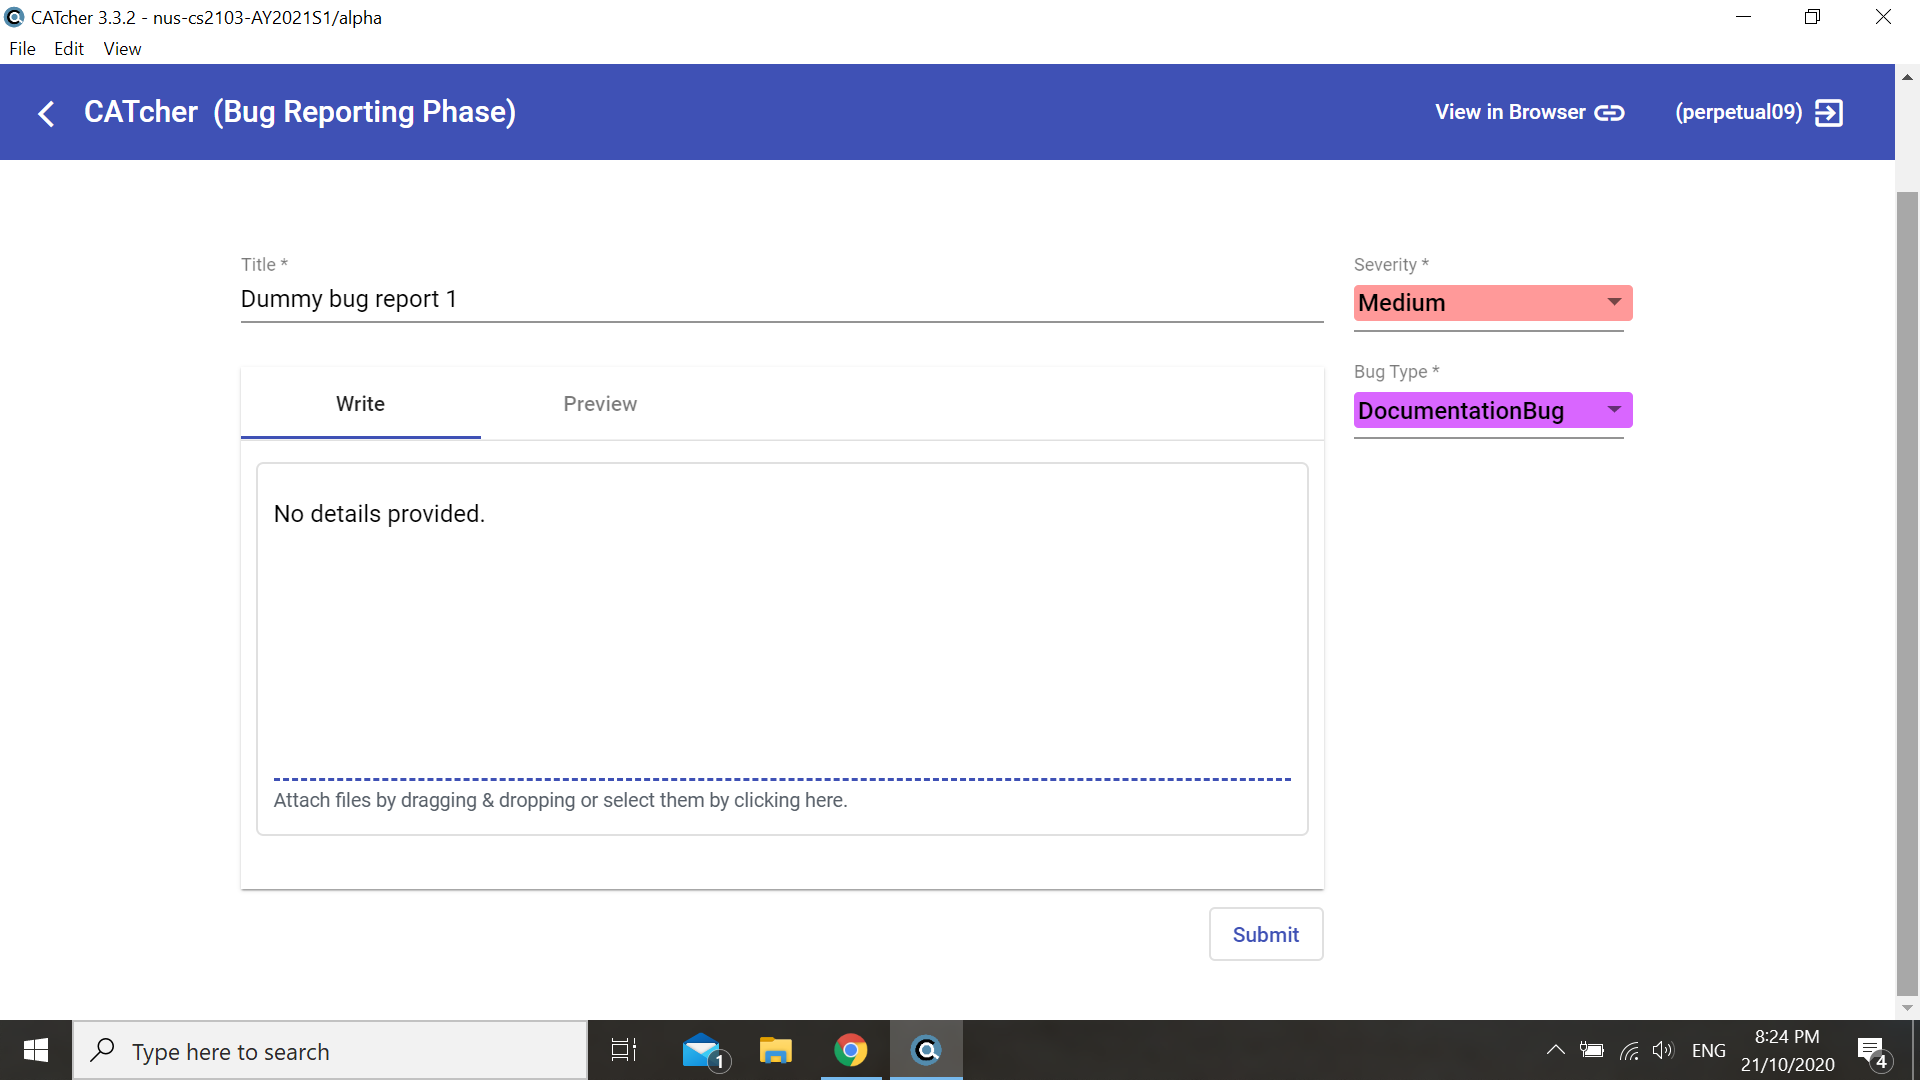 CATcher 3.3.2 - nus-cs2103-AY2021S1/alpha
File Edit View
CATcher (Bug Reporting Phase)
View in Browser
(perpetual09)
Title *
Dummy bug report 1
Severity *
Medium
Bug Type *
DocumentationBug
Write
Preview
No details provided.
Attach files by dragging & dropping or select them by clicking here.
Submit
Type here to search
1
ENG
8:24 PM
21/10/2020
4